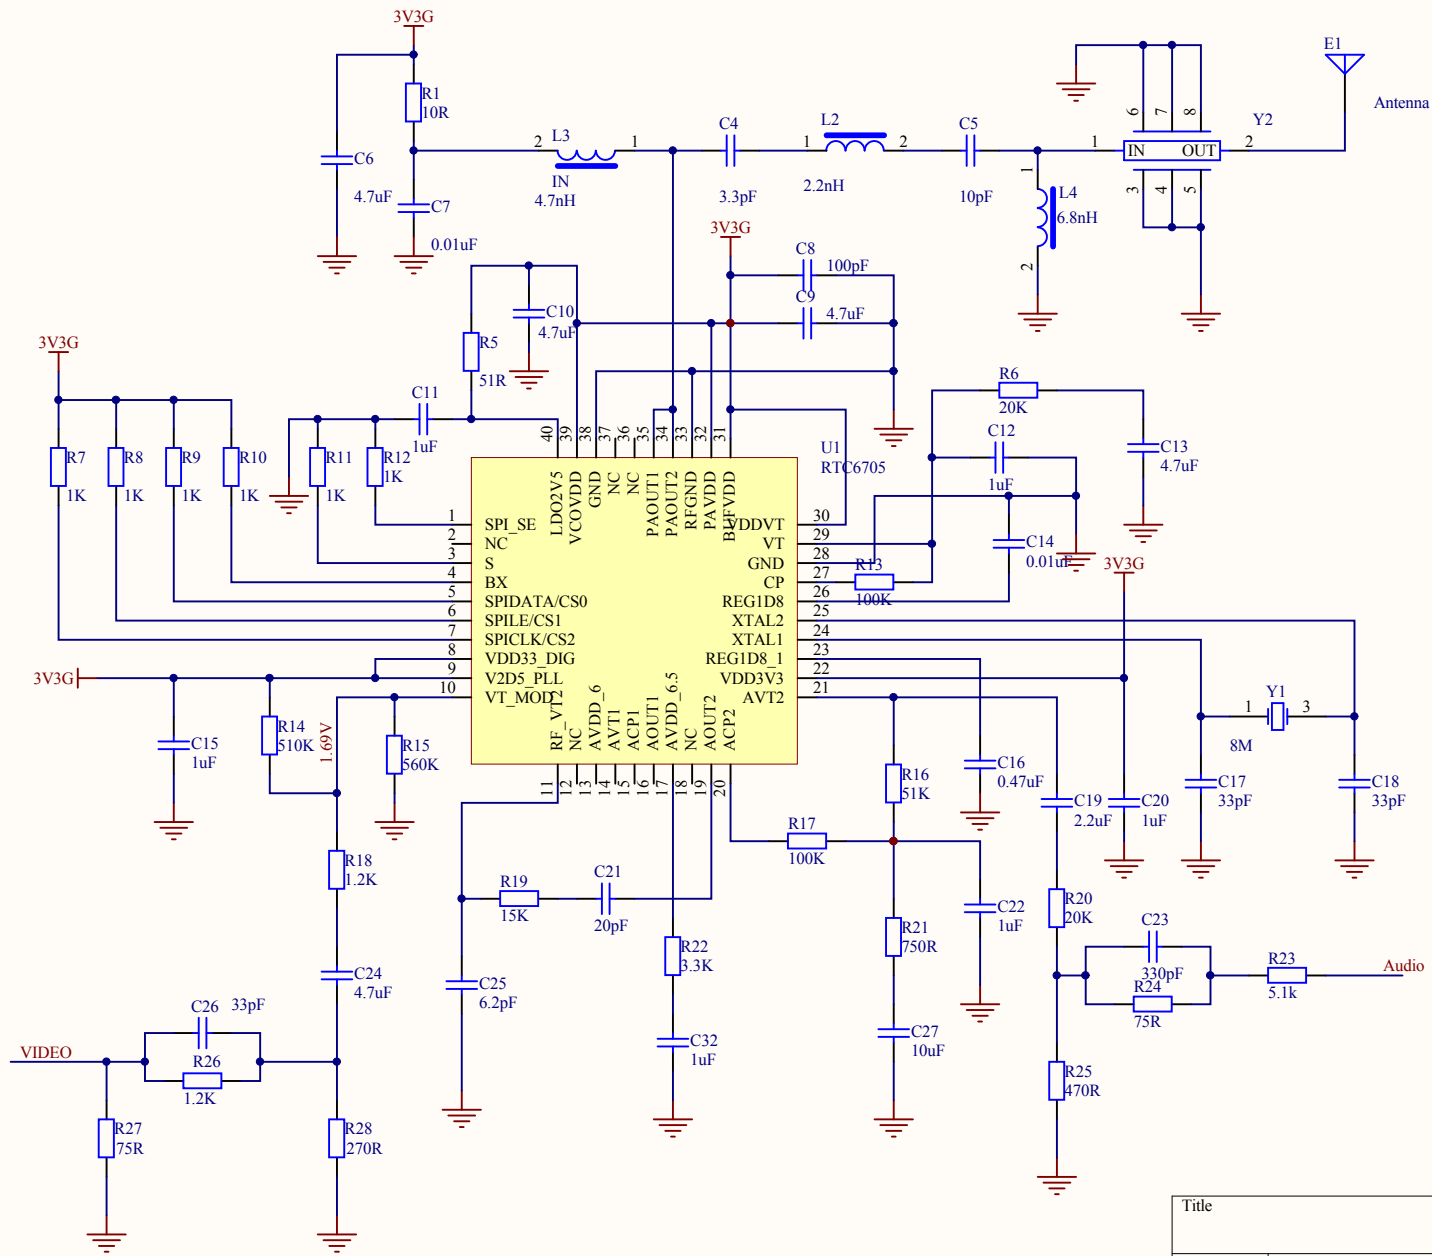 3V3G
R1
10R
C6
4.7uF
C7
0.01uF
2
L3
1
IN
4.7nH
C4
3.3pF
1
L2
2
2.2nH
C5
10pF
1
L4
6.8nH
2
1
IN
OUT
2
6
7
8
3
4
5
Y2
E1
Antenna
3V3G
C8
100pF
C9
4.7uF
C10
4.7uF
R5
51R
C11
1uF
3V3G
R7
1K
R8
1K
R9
1K
R10
1K
R11
1K
R12
1K
R6
20K
C12
1uF
C13
4.7uF
C14
0.01uF
R13
100K
3V3G
U1
RTC6705
40
39
38
37
36
35
34
33
32
31
LDO2V5
VCOVDD
GND
NC
NC
PAOUT1
PAOUT2
RFGND
PAVDD
BUFVDD
1
SPI_SE
2
NC
3
S
4
BX
5
SPIDATA/CS0
6
SPILE/CS1
7
SPICLK/CS2
8
VDD33_DIG
9
V2D5_PLL
10
VT_MOD
VDDVT
30
VT
29
GND
28
CP
27
REG1D8
26
XTAL2
25
XTAL1
24
REG1D8_1
23
VDD3V3
22
AVT2
21
RF_VT2
NC
AVDD_6
AVT1
ACP1
AOUT1
AVDD_6.5
NC
AOUT2
ACP2
11
12
13
14
15
16
17
18
19
20
3V3G
C15
1uF
R14
510K
1.69V
R15
560K
R18
1.2K
C24
4.7uF
C26
33pF
VIDEO
R26
1.2K
R27
75R
R28
270R
R19
15K
C21
20pF
C25
6.2pF
R22
3.3K
C32
1uF
R17
100K
R16
51K
R21
750R
C27
10uF
C22
1uF
C16
0.47uF
C19
2.2uF
C20
1uF
1
Y1
3
8M
C17
33pF
C18
33pF
R20
20K
C23
330pF
R24
75R
R23
5.1k
Audio
R25
470R
Title